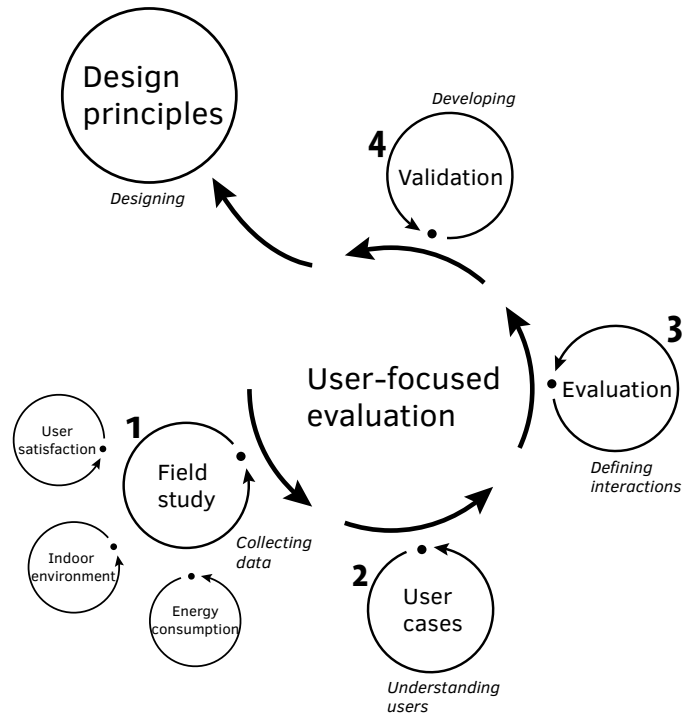 Design
principles
Designing
Developing
4
Validation
3
Evaluation
Defining
interactions
User-focused
evaluation
1
Field
study
Collecting
data
User
satisfaction
Indoor
environment
Energy
consumption
2
User
cases
Understanding
users